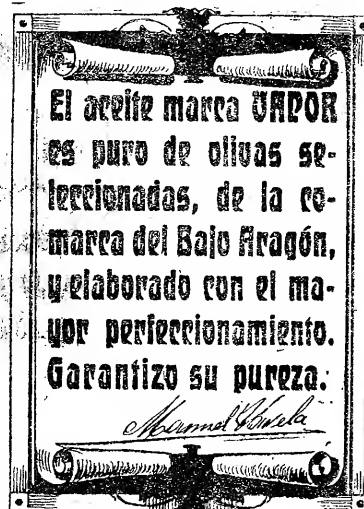 El aceite marca VAPOR
es puro de olivas se-
leccionadas, de la co-
marca del Bajo Aragón,
y elaborado con el ma-
yor perfeccionamiento.
Garantizo su pureza:
Manuel